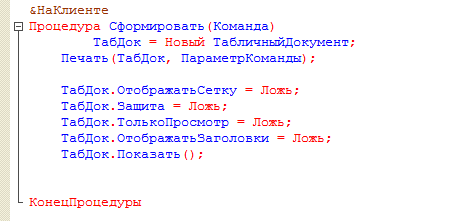 &НаКлиенте
Процедура Сформировать(Команда)
ТабДок = Новый ТабличныйДокумент;
Печать(ТабДок, ПараметрКоманды);
ТабДок.ОтображатьСетку = Ложь;
ТабДок.Защита = Ложь;
ТабДок.ТолькоПросмотр = Ложь;
ТабДок.ОтображатьЗаголовки = Ложь;
ТабДок.Показать();
КонецПроцедуры